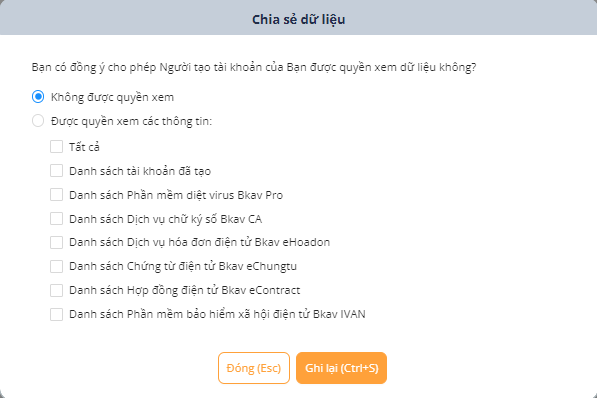 Chia sẻ dữ liệu
Bạn có đồng ý cho phép Người tạo tài khoản của Bạn được quyền xem dữ liệu không?
Không được quyền xem
Được quyền xem các thông tin:
Tất cả
Danh sách tài khoản đã tạo
Danh sách Phần mềm diệt virus Bkav Pro
Danh sách Dịch vụ chữ ký số Bkav CA
Danh sách Dịch vụ hóa đơn điện tử Bkav eHoadon
Danh sách Chứng từ điện tử Bkav eChungtu
Danh sách Hợp đồng điện tử Bkav eContract
Danh sách Phần mềm bảo hiểm xã hội điện tử Bkav IVAN
Đóng (Esc) Ghi lại (Ctrl+S)